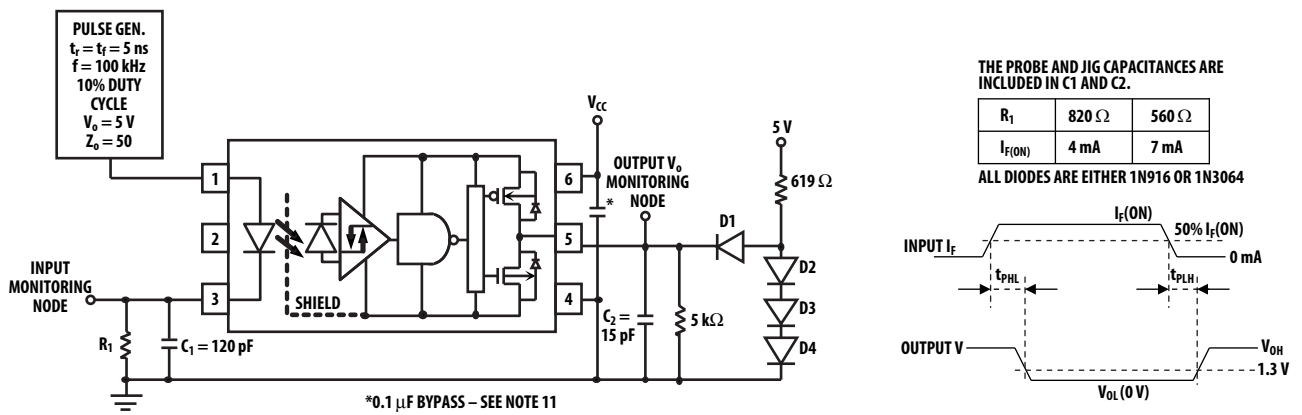 PULSE GEN.
tr = tf = 5 ns
f = 100 kHz
10% DUTY
CYCLE
Vo = 5 V
Zo = 50
1
2
3
INPUT
MONITORING
NODE
R1
C1 = 120 pF
SHIELD
VCC
6
5
4
*
OUTPUT Vo
MONITORING
NODE
C2 =
15 pF
5 kΩ
D1
5 V
619 Ω
D2
D3
D4
*0.1 μF BYPASS – SEE NOTE 11
THE PROBE AND JIG CAPACITANCES ARE
INCLUDED IN C1 AND C2.
R1 820 Ω 560 Ω
IF(ON) 4 mA 7 mA
ALL DIODES ARE EITHER 1N916 OR 1N3064
IF(ON)
INPUT IF
50% IF(ON)
0 mA
tPHL
tPLH
OUTPUT V
VOH
1.3 V
VOL (0 V)